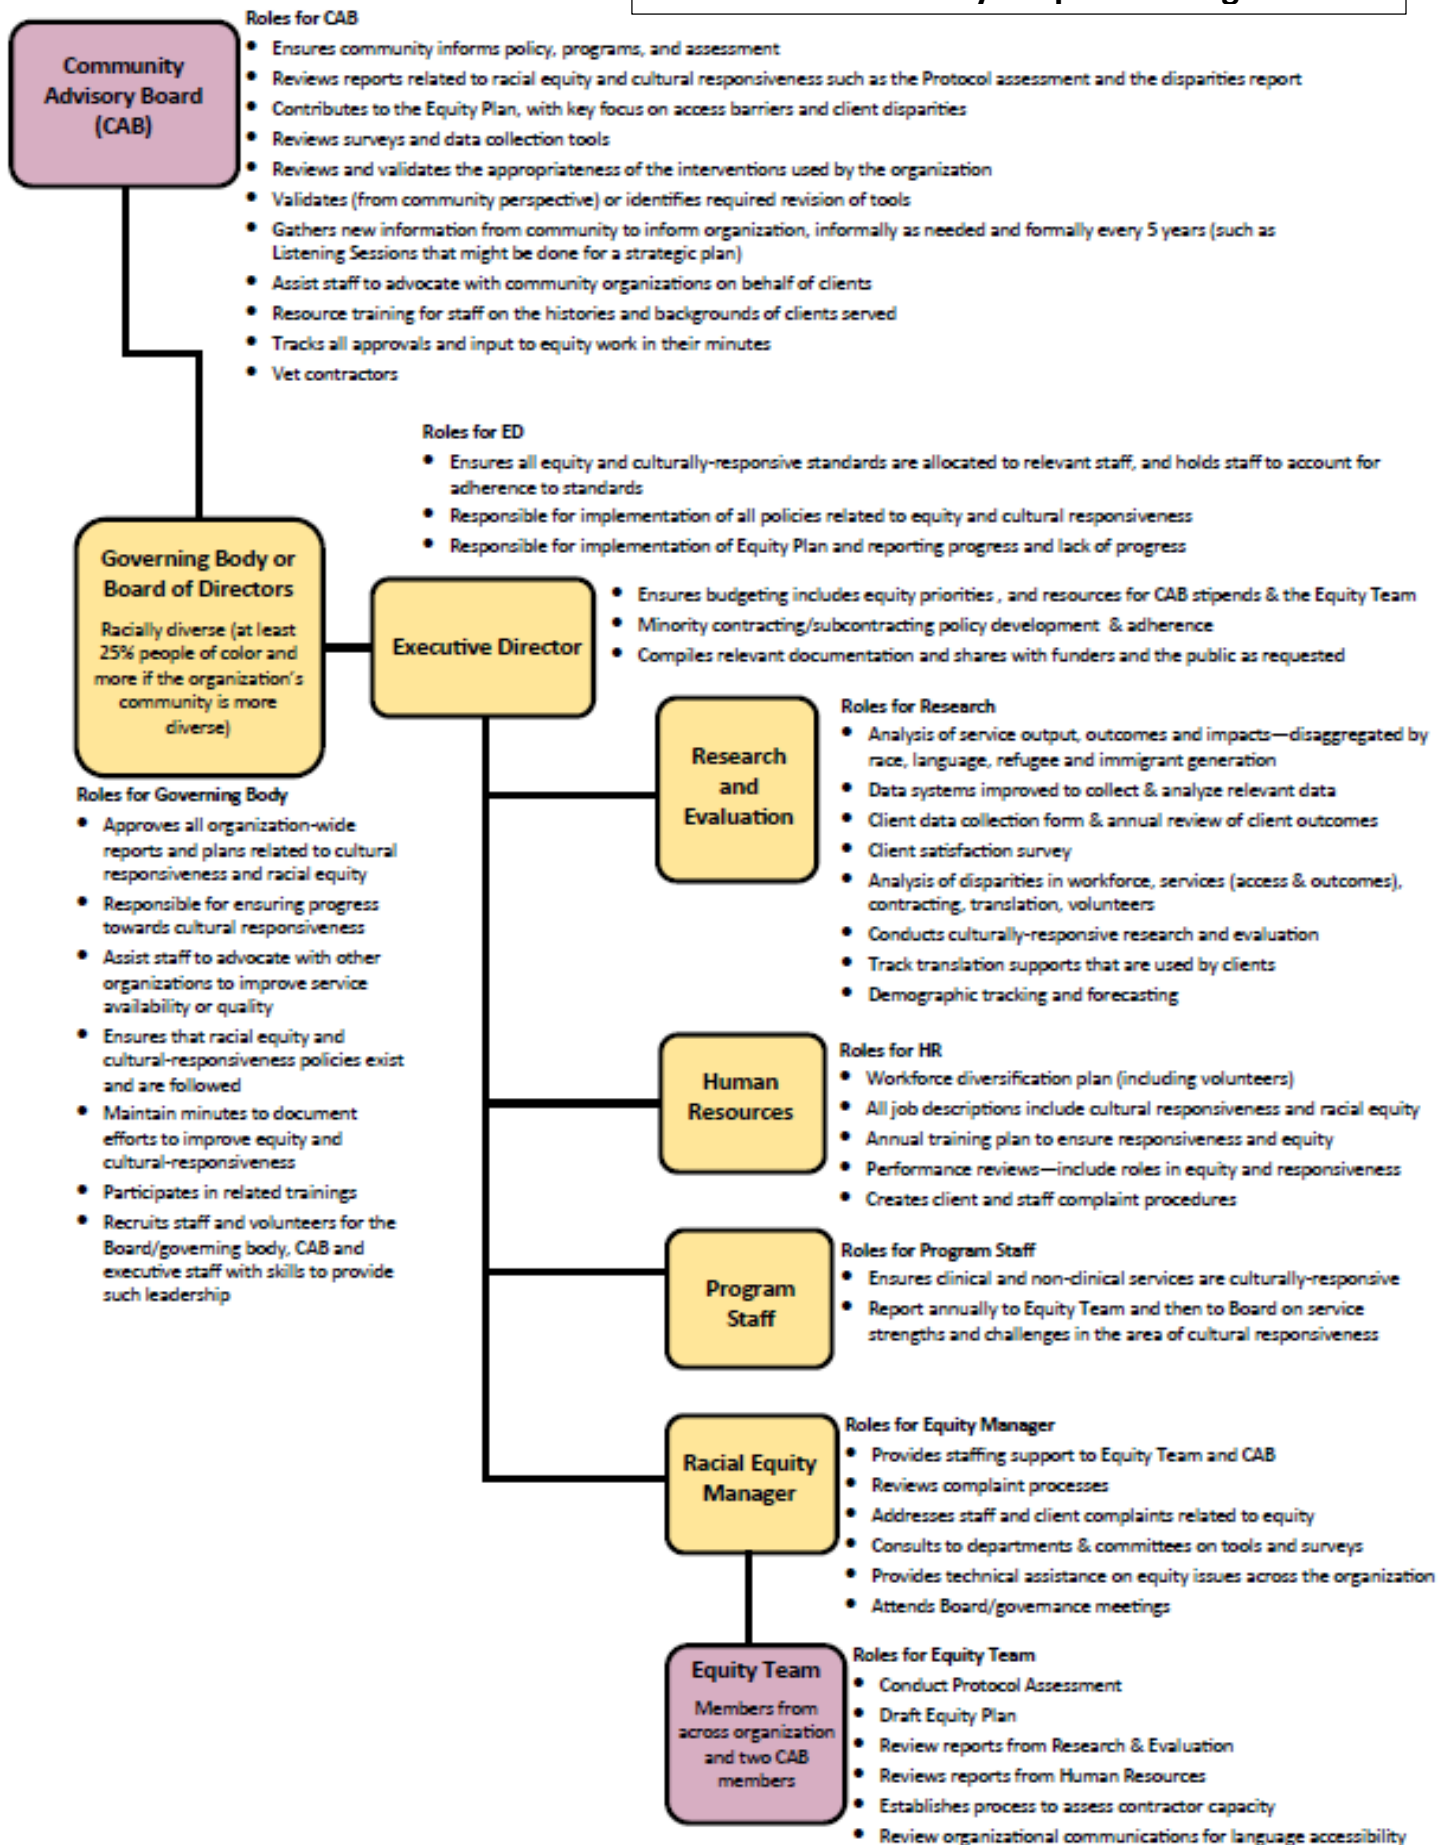 Roles for CAB
Community
Advisory Board
(CAB)
• Ensures community informs policy, programs, and assessment
• Reviews reports related to racial equity and cultural responsiveness such as the Protocol assessment and the disparities report
• Contributes to the Equity Plan, with key focus on access barriers and client disparities
• Reviews surveys and data collection tools
• Reviews and validates the appropriateness of the interventions used by the organization
• Validates (from community perspective) or identifies required revision of tools
• Gathers new information from community to inform organization, informally as needed and formally every 5 years (such as
Listening Sessions that might be done for a strategic plan)
• Assist staff to advocate with community organizations on behalf of clients
• Resource training for staff on the histories and backgrounds of clients served
• Tracks all approvals and input to equity work in their minutes
• Vet contractors
Roles for ED
• Ensures all equity and culturally-responsive standards are allocated to relevant staff, and holds staff to account for
adherence to standards
• Responsible for implementation of all policies related to equity and cultural responsiveness
• Responsible for implementation of Equity Plan and reporting progress and lack of progress
Governing Body or
Board of Directors
Racially diverse (at least
25% people of color and
more if the organization's
community is more
diverse)
Executive Director
• Ensures budgeting includes equity priorities , and resources for CAB stipends & the Equity Team
• Minority contracting/subcontracting policy development & adherence
• Compiles relevant documentation and shares with funders and the public as requested
Roles for Governing Body
• Approves all organization-wide
reports and plans related to cultural
responsiveness and racial equity
• Responsible for ensuring progress
towards cultural responsiveness
• Assist staff to advocate with other
organizations to improve service
availability or quality
• Ensures that racial equity and
cultural-responsiveness policies exist
and are followed
• Maintain minutes to document
efforts to improve equity and
cultural-responsiveness
• Participates in related trainings
• Recruits staff and volunteers for the
Board/governing body, CAB and
executive staff with skills to provide
such leadership
Research
and
Evaluation
Roles for Research
• Analysis of service output, outcomes and impacts—disaggregated by
race, language, refugee and immigrant generation
• Data systems improved to collect & analyze relevant data
• Client data collection form & annual review of client outcomes
• Client satisfaction survey
• Analysis of disparities in workforce, services (access & outcomes),
contracting, translation, volunteers
• Conducts culturally-responsive research and evaluation
• Track translation supports that are used by clients
• Demographic tracking and forecasting
Human
Resources
Roles for HR
• Workforce diversification plan (including volunteers)
• All job descriptions include cultural responsiveness and racial equity
• Annual training plan to ensure responsiveness and equity
• Performance reviews—include roles in equity and responsiveness
• Creates client and staff complaint procedures
Program
Staff
Roles for Program Staff
• Ensures clinical and non-clinical services are culturally-responsive
• Report annually to Equity Team and then to Board on service
strengths and challenges in the area of cultural responsiveness
Racial Equity
Manager
Roles for Equity Manager
• Provides staffing support to Equity Team and CAB
• Reviews complaint processes
• Addresses staff and client complaints related to equity
• Consults to departments & committees on tools and surveys
• Provides technical assistance on equity issues across the organization
• Attends Board/governance meetings
Equity Team
Members from
across organization
and two CAB
members
Roles for Equity Team
• Conduct Protocol Assessment
• Draft Equity Plan
• Review reports from Research & Evaluation
• Reviews reports from Human Resources
• Establishes process to assess contractor capacity
• Review organizational communications for language accessibility